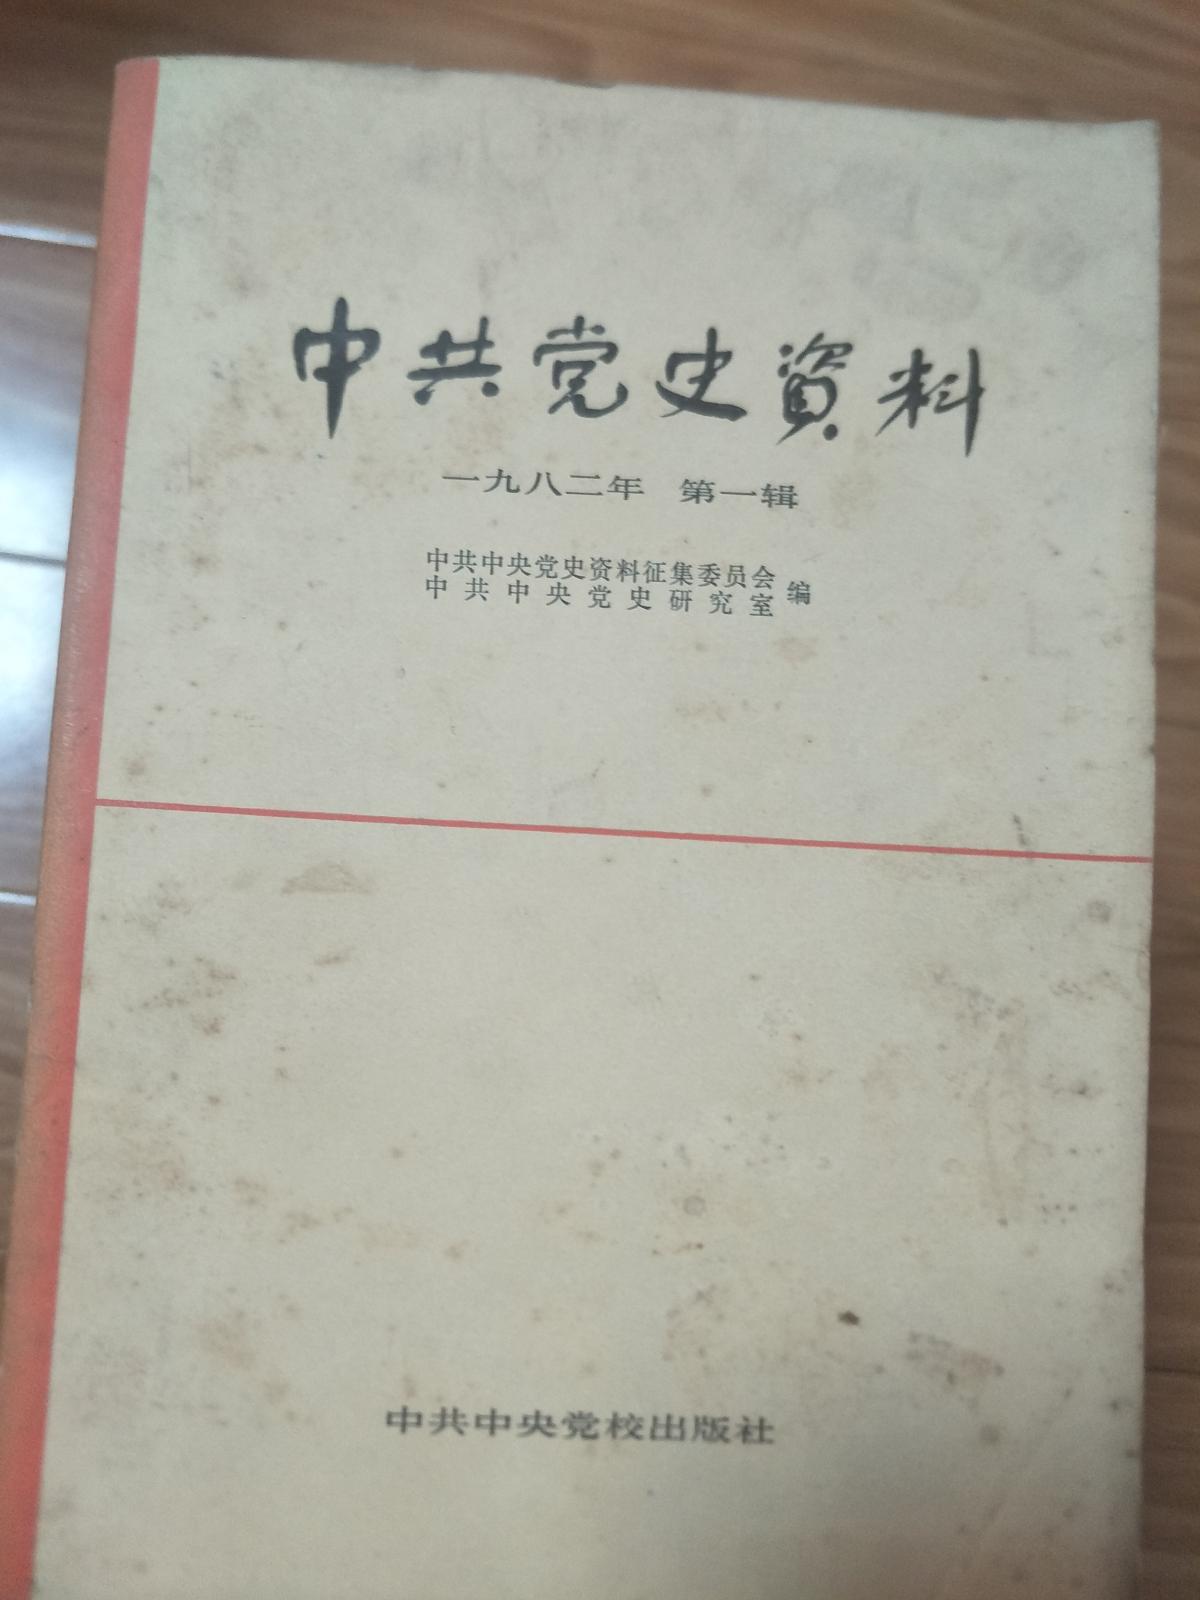 中共党史資料
一九八二年 第一辑
中共中央党史资料征集委员会
中共中央党史研究室 编
中共中央党校出版社